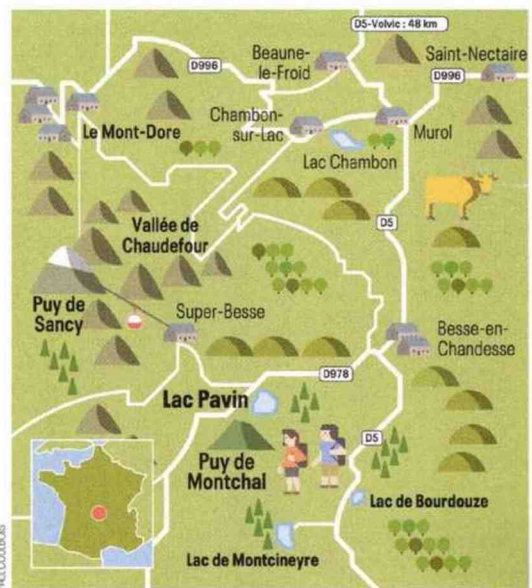 D5-Volvic : 48 km
Beaune-
le-Froid
Saint-Nectaire
D996
D996
Le Mont-Dore
Chambon-
sur-Lac
Murol
Lac Chambon
Vallée de
Chaudefour
D5
Puy de
Sancy
Super-Besse
Besse-en-
Chandesse
D978
Lac Pavin
D5
Puy de
Montchal
Lac de Bourdouze
Lac de Montcineyre